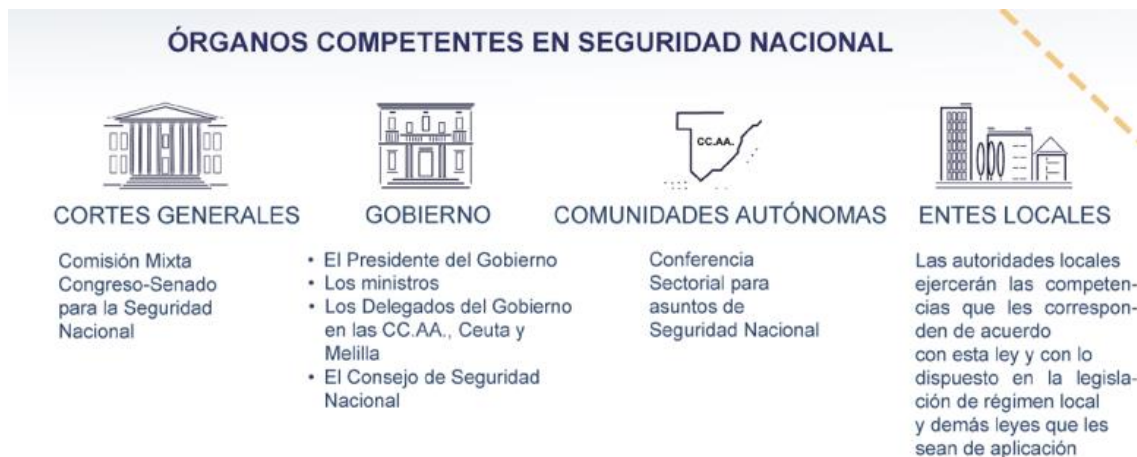 ÓRGANOS COMPETENTES EN SEGURIDAD NACIONAL
CORTES GENERALES
Comisión Mixta
Congreso-Senado
para la Seguridad
Nacional
GOBIERNO
• El Presidente del Gobierno
• Los ministros
• Los Delegados del Gobierno
en las CC.AA., Ceuta y
Melilla
• El Consejo de Seguridad
Nacional
CC.AA.
COMUNIDADES AUTÓNOMAS
Conferencia
Sectorial para
asuntos de
Seguridad Nacional
ENTES LOCALES
Las autoridades locales
ejercerán las competen-
cias que les correspon-
den de acuerdo
con esta ley y con lo
dispuesto en la legisla-
ción de régimen local
y demás leyes que les
sean de aplicación